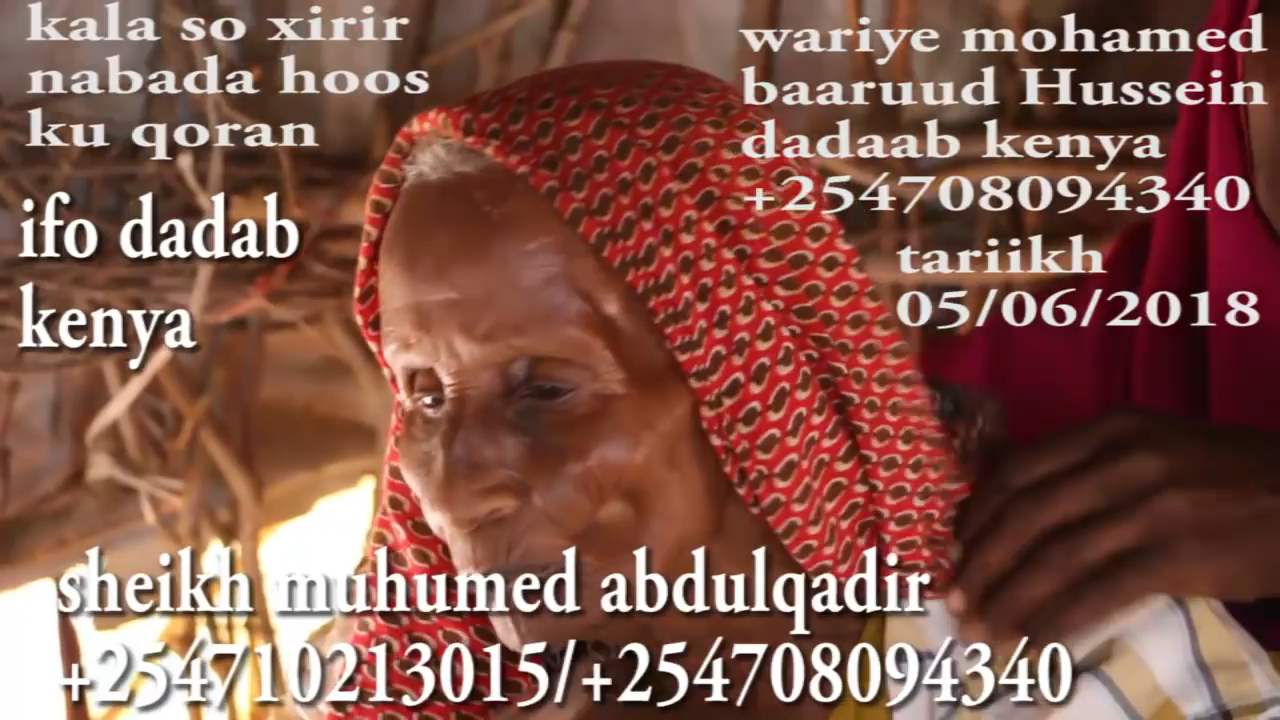 kala so xirir
nabada hoos
ku qoran
ifo dadab
kenya
wariye mohamed
baaruud Hussein
dadaab kenya
+254708094340
tariikh
05/06/2018
sheikh muhumed abdulqadir
+254710213015/+254708094340